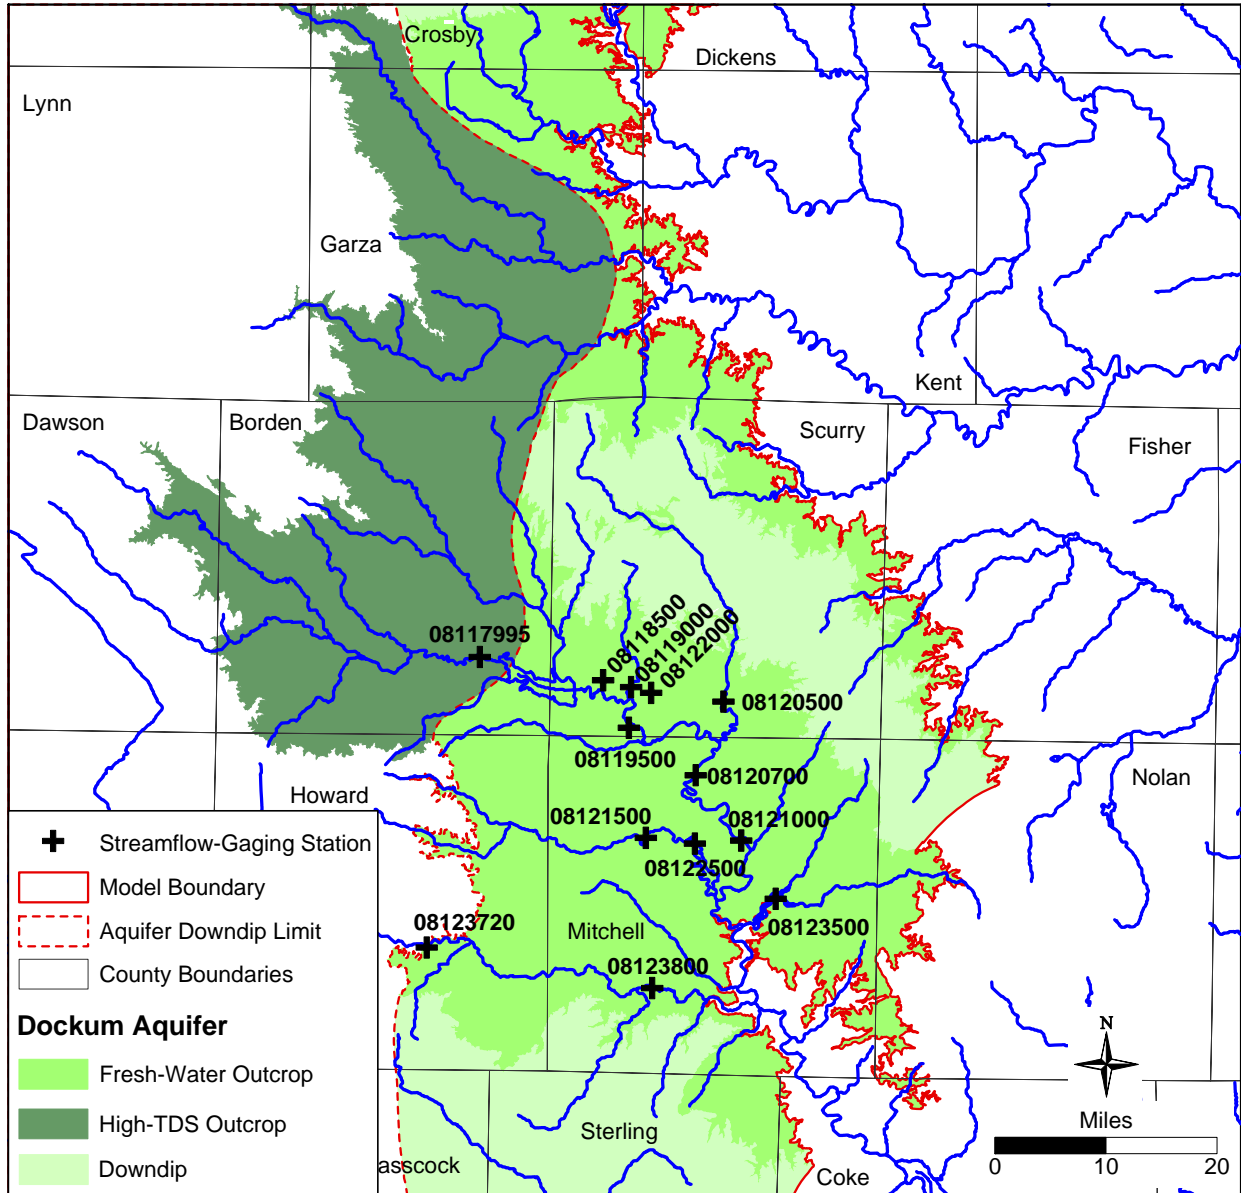 Crosby
Dickens
Lynn
Garza
Kent
Dawson
Borden
Scurry
Fisher
08117995
08118500
08119000
08122000
08120500
08119500
08120700
Nolan
Howard
08121500
08121000
08122500
08123720
Mitchell
08123500
08123800
Sterling
asscock
Coke
Streamflow-Gaging Station
Model Boundary
Aquifer Downdip Limit
County Boundaries
Dockum Aquifer
Fresh-Water Outcrop
High-TDS Outcrop
Downdip
N
Miles
0 10 20